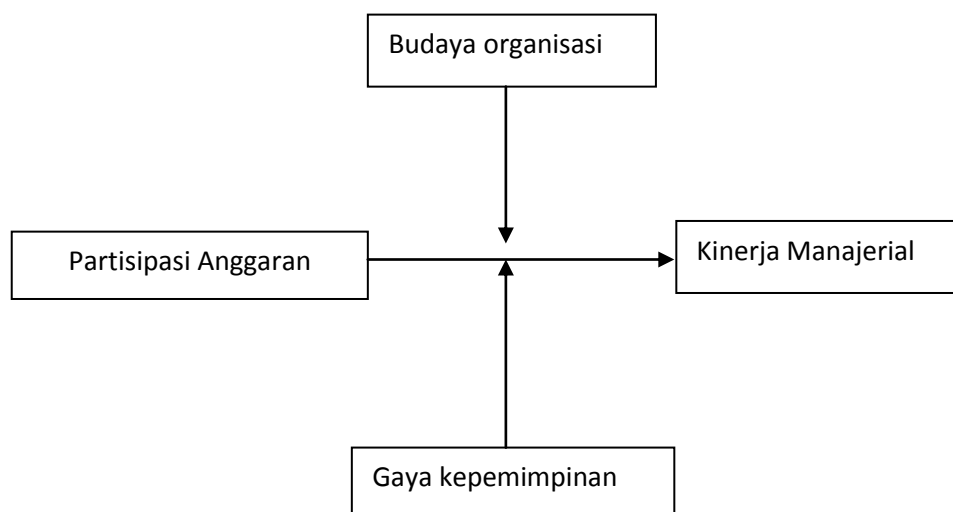 Budaya organisasi
Partisipasi Anggaran
Kinerja Manajerial
Gaya kepemimpinan